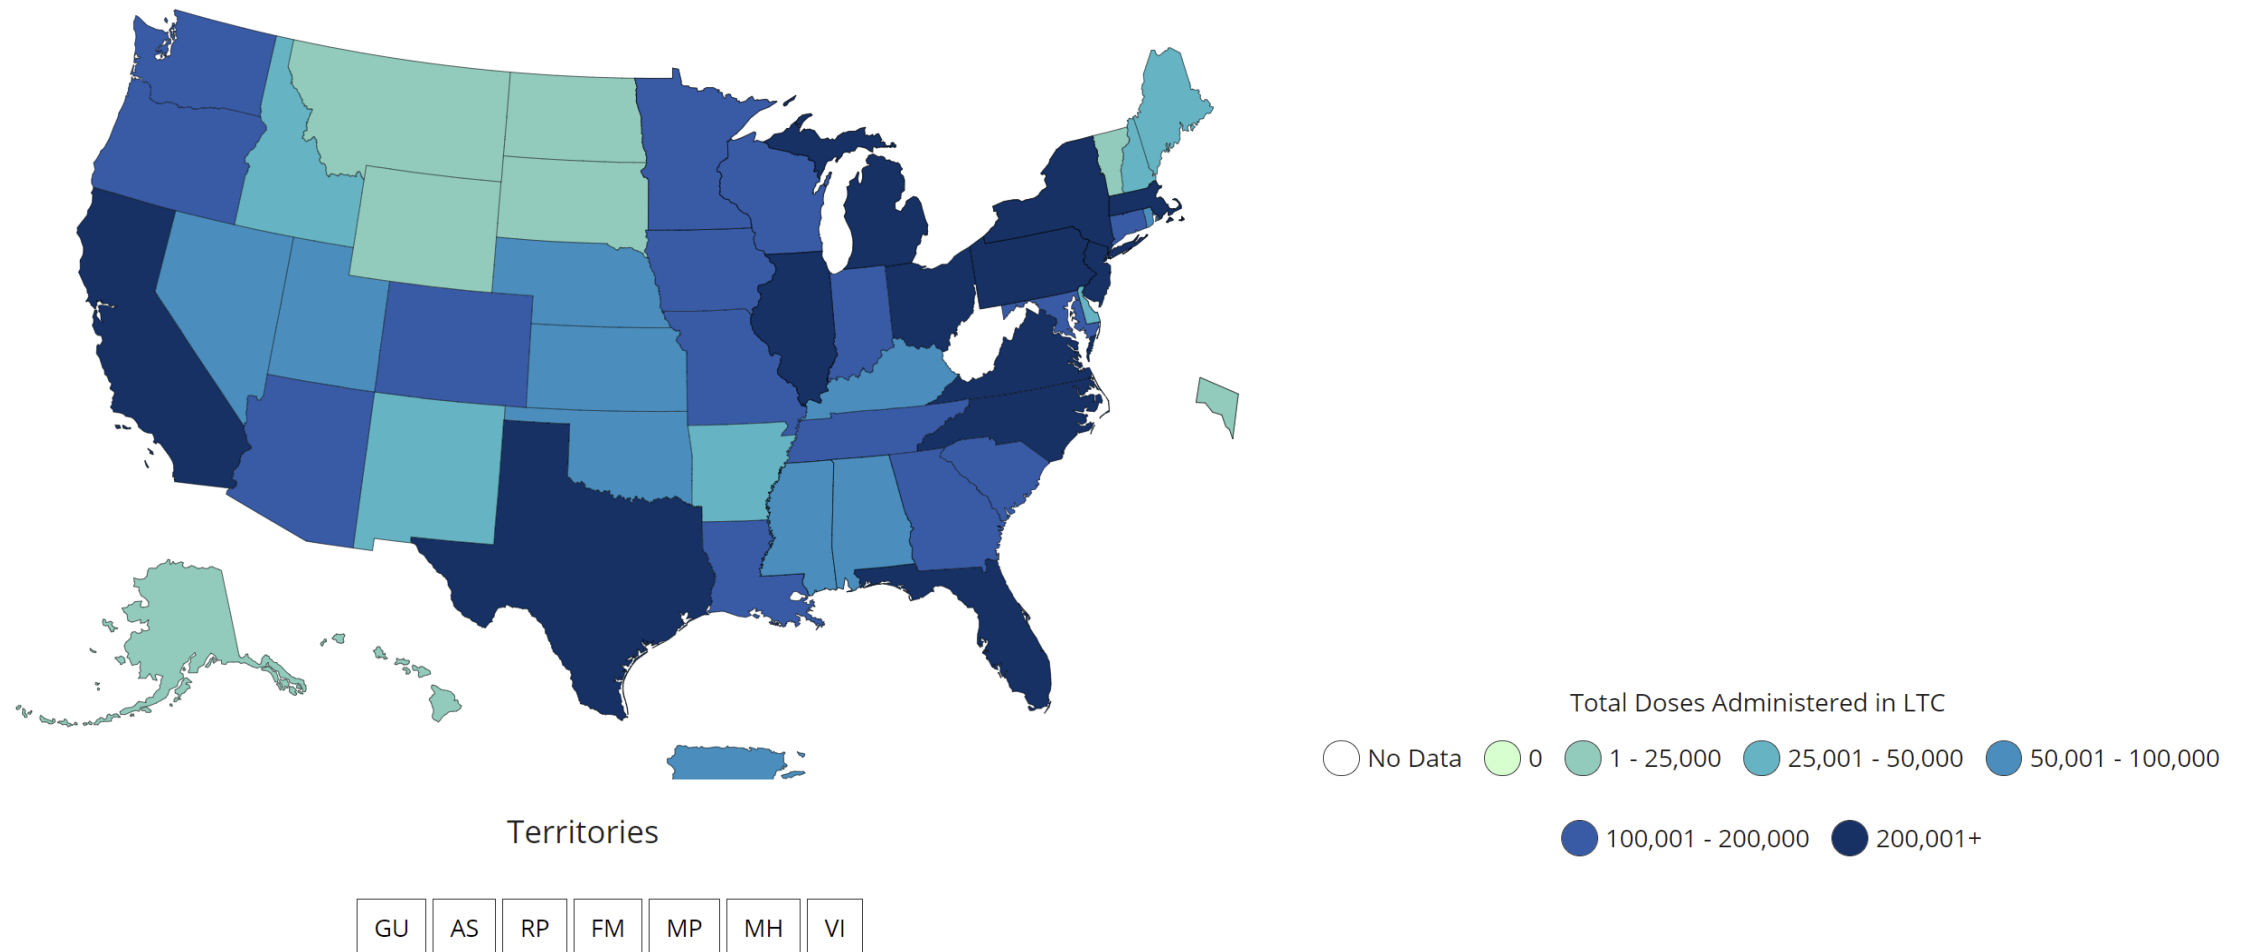 Total Doses Administered in LTC
No Data 0 1 - 25,000 25,001 - 50,000 50,001 - 100,000
100,001 - 200,000 200,001+
Territories
GU AS RP FM MP MH VI